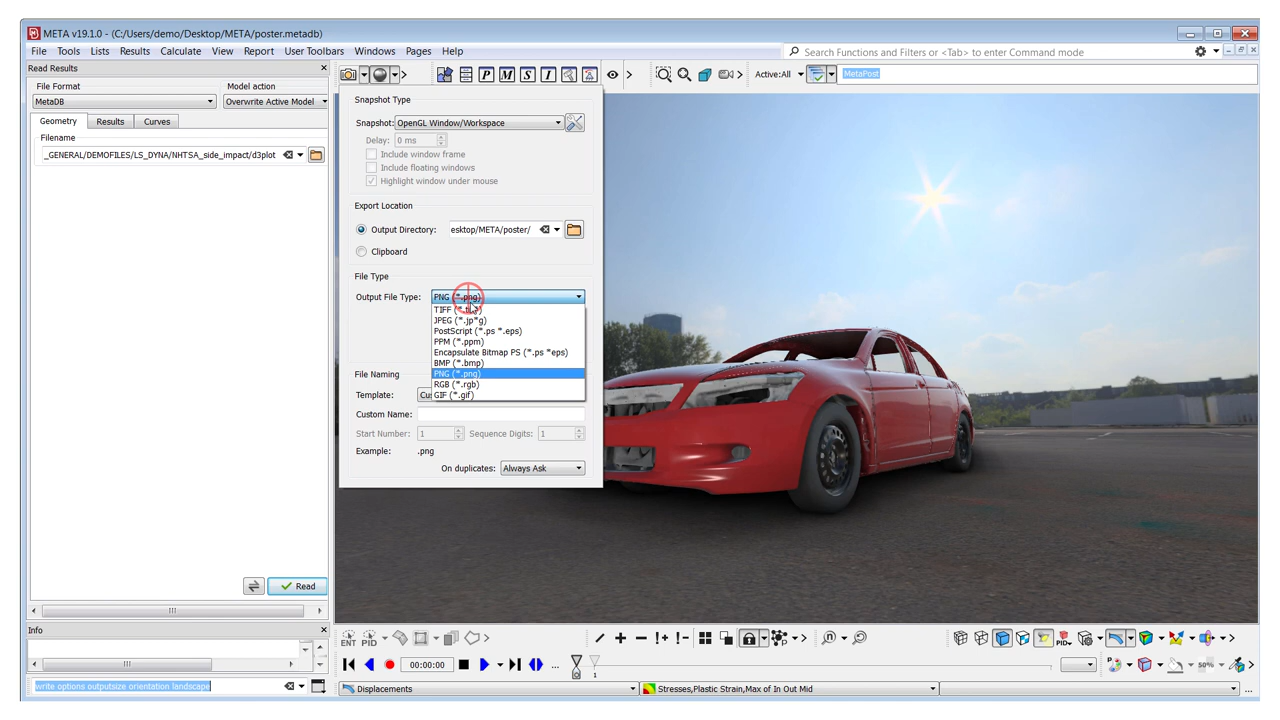 META v19.1.0 - (C:/Users/demo/Desktop/META/poster.metadb)
File Tools Lists Results Calculate View Report User Toolbars Windows Pages Help
Search Functions and Filters or <Tab> to enter Command mode
Read Results
Active:All
MetaPost
File Format
Model action
MetaDB
Overwrite Active Model
Geometry
Results
Curves
Filename
_GENERAL/DEMOFILES/LS_DYNA/NHTSA_side_impact/d3plot
Read
Snapshot Type
Snapshot: OpenGL Window/Workspace
Delay: 0 ms
Include window frame
Include floating windows
Highlight window under mouse
Export Location
Output Directory: esktop/META/poster/
Clipboard
File Type
Output File Type: PNG (*.png)
JPEG (*.jp*g)
PostScript (*.ps *.eps)
PPM (*.ppm)
Encapsulate Bitmap PS (*.ps *eps)
BMP (*.bmp)
PNG (*.png)
RGB (*.rgb)
GIF (*.gif)
File Naming
Template: Cu
Custom Name:
Start Number: 1 Sequence Digits: 1
Example: .png
On duplicates: Always Ask
Info
write options outputsize orientation landscape
ENT PID
PID
00:00:00
1
50%
Displacements
Stresses,Plastic Strain,Max of In Out Mid